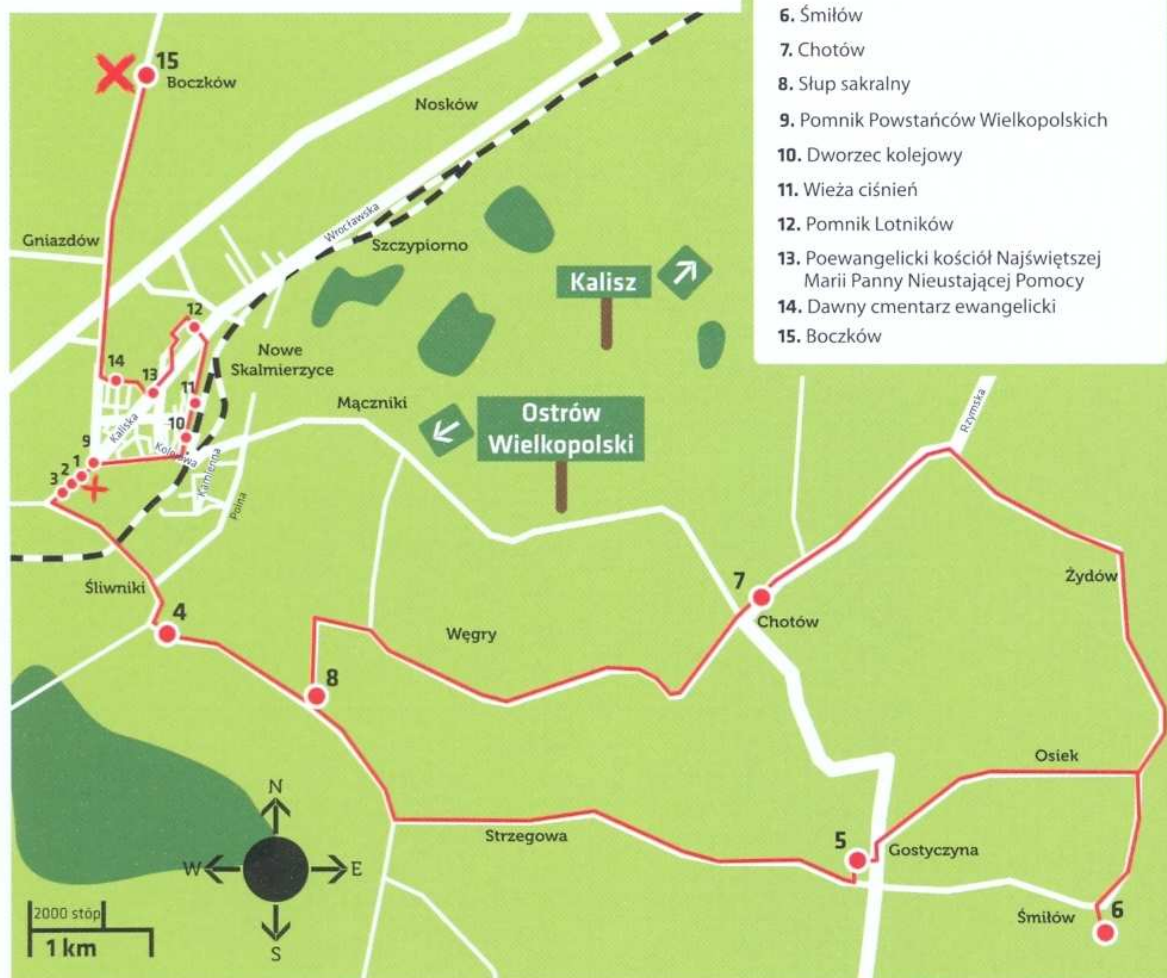 6. Śmiłów
7. Chotów
8. Słup sakralny
9. Pomnik Powstańców Wielkopolskich
10. Dworzec kolejowy
11. Wieża ciśnień
12. Pomnik Lotników
13. Poewangelicki kościół Najświętszej
Marii Panny Nieustającej Pomocy
14. Dawny cmentarz ewangelicki
15. Boczków
15
Boczków
Nosków
Wrocławska
Gniazdów
Szczypiorno
Kalisz
12
Nowe
Skalmierzyce
14
13
11
Mączniki
Ostrów
Wielkopolski
Rzymska
Kaliska
10
9
Kolejowa
1
2
3
Kamienna
Polna
Śliwniki
4
7
Chotów
Żydów
Węgry
8
Osiek
N
W
E
S
Strzegowa
5
Gostyczyna
Śmiłów
6
2000 stóp
1 km